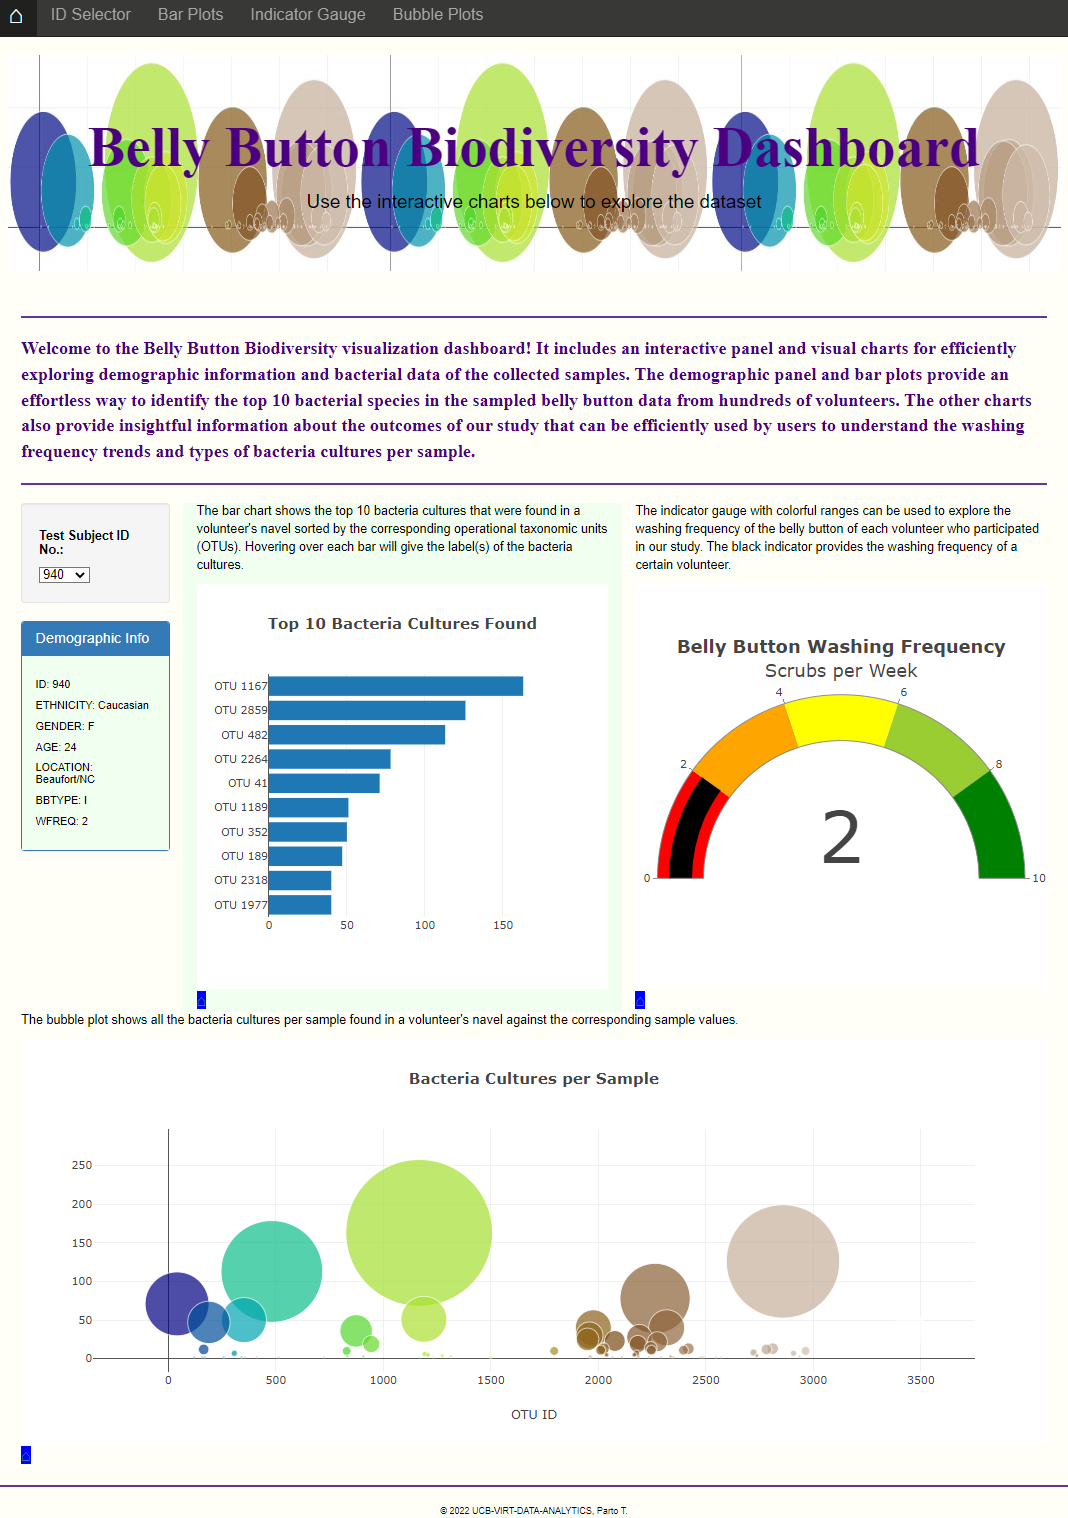 ID Selector Bar Plots Indicator Gauge Bubble Plots
Belly Button Biodiversity Dashboard
Use the interactive charts below to explore the dataset
Welcome to the Belly Button Biodiversity visualization dashboard! It includes an interactive panel and visual charts for efficiently
exploring demographic information and bacterial data of the collected samples. The demographic panel and bar plots provide an
effortless way to identify the top 10 bacterial species in the sampled belly button data from hundreds of volunteers. The other charts
also provide insightful information about the outcomes of our study that can be efficiently used by users to understand the washing
frequency trends and types of bacteria cultures per sample.
Test Subject ID
No.:
940
Demographic Info
ID: 940
ETHNICITY: Caucasian
GENDER: F
AGE: 24
LOCATION:
Beaufort/NC
BBTYPE: I
WFREQ: 2
The bar chart shows the top 10 bacteria cultures that were found in a
volunteer's navel sorted by the corresponding operational taxonomic units
(OTUs). Hovering over each bar will give the label(s) of the bacteria
cultures.
Top 10 Bacteria Cultures Found
OTU 1167
OTU 2859
OTU 482
OTU 2264
OTU 41
OTU 1189
OTU 352
OTU 189
OTU 2318
OTU 1977
0 50 100 150
The indicator gauge with colorful ranges can be used to explore the
washing frequency of the belly button of each volunteer who participated
in our study. The black indicator provides the washing frequency of a
certain volunteer.
Belly Button Washing Frequency
Scrubs per Week
4 6
2 8
2
0 10
The bubble plot shows all the bacteria cultures per sample found in a volunteer's navel against the corresponding sample values.
Bacteria Cultures per Sample
250
200
150
100
50
0
0 500 1000 1500 2000 2500 3000 3500
OTU ID
© 2022 UCB-VIRT-DATA-ANALYTICS, Parto T.